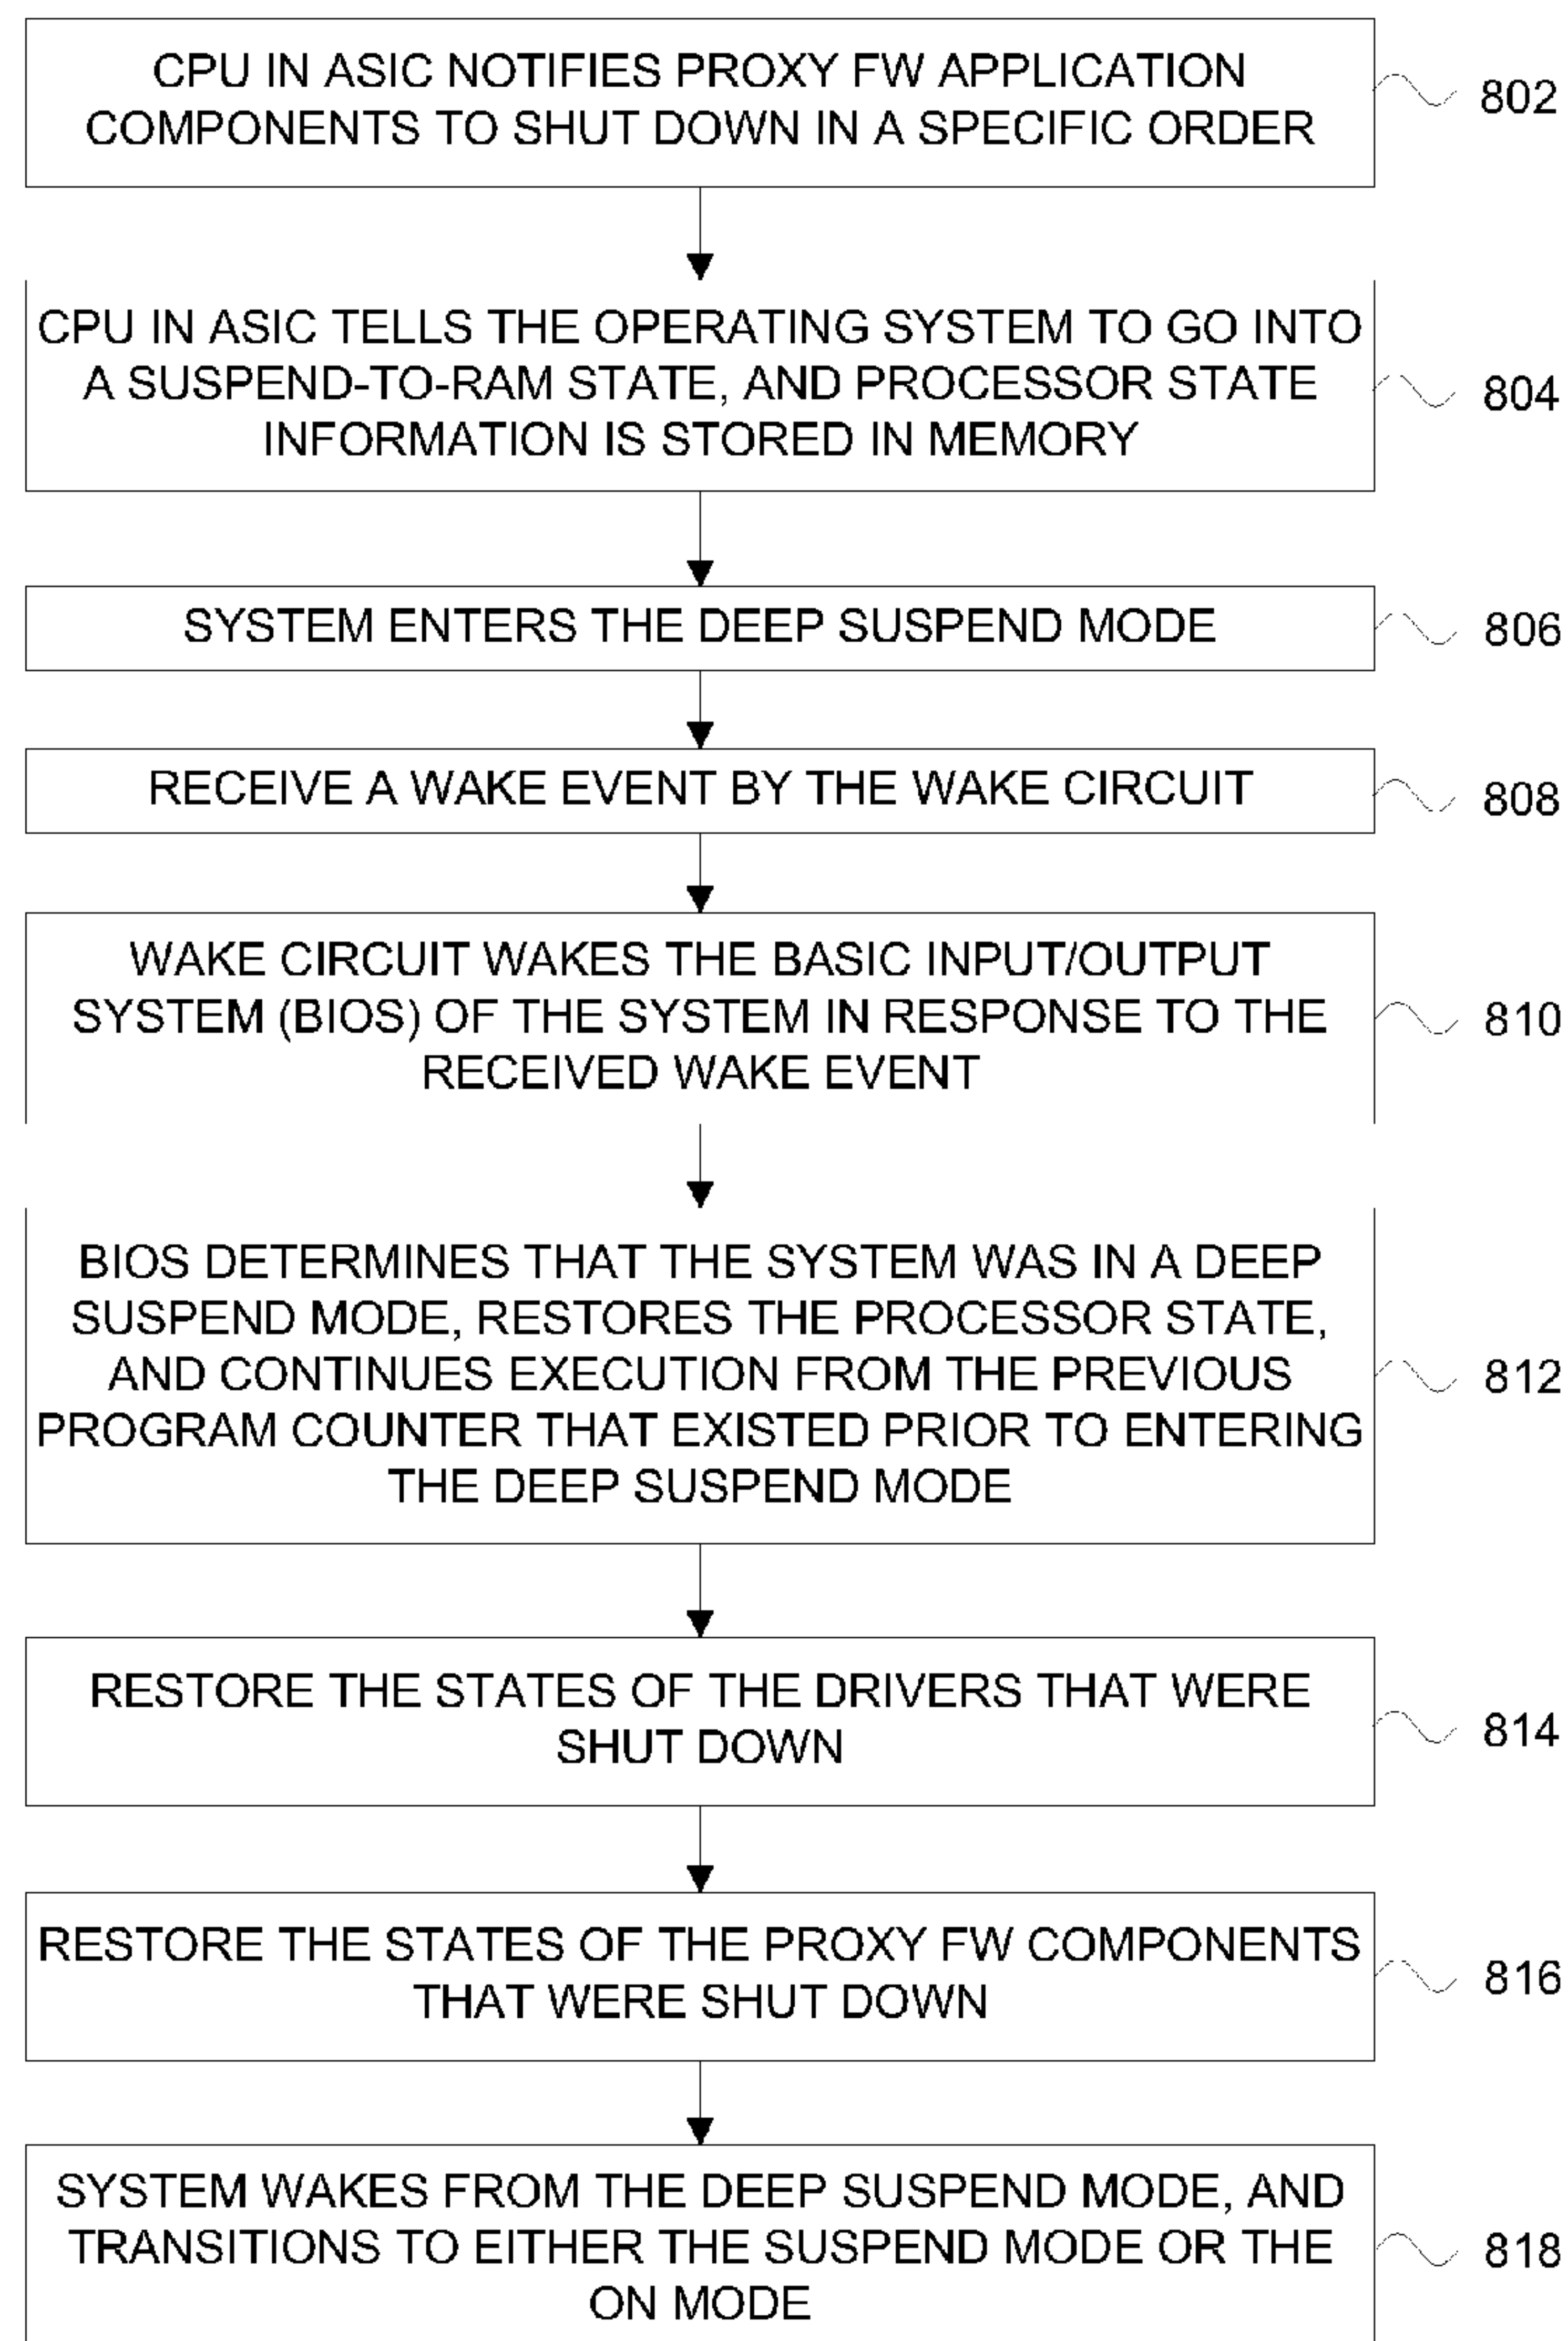 CPU IN ASIC NOTIFIES PROXY FW APPLICATION
COMPONENTS TO SHUT DOWN IN A SPECIFIC ORDER
802
CPU IN ASIC TELLS THE OPERATING SYSTEM TO GO INTO
A SUSPEND-TO-RAM STATE, AND PROCESSOR STATE
INFORMATION IS STORED IN MEMORY
804
SYSTEM ENTERS THE DEEP SUSPEND MODE
806
RECEIVE A WAKE EVENT BY THE WAKE CIRCUIT
808
WAKE CIRCUIT WAKES THE BASIC INPUT/OUTPUT
SYSTEM (BIOS) OF THE SYSTEM IN RESPONSE TO THE
RECEIVED WAKE EVENT
810
BIOS DETERMINES THAT THE SYSTEM WAS IN A DEEP
SUSPEND MODE, RESTORES THE PROCESSOR STATE,
AND CONTINUES EXECUTION FROM THE PREVIOUS
PROGRAM COUNTER THAT EXISTED PRIOR TO ENTERING
THE DEEP SUSPEND MODE
812
RESTORE THE STATES OF THE DRIVERS THAT WERE
SHUT DOWN
814
RESTORE THE STATES OF THE PROXY FW COMPONENTS
THAT WERE SHUT DOWN
816
SYSTEM WAKES FROM THE DEEP SUSPEND MODE, AND
TRANSITIONS TO EITHER THE SUSPEND MODE OR THE
ON MODE
818